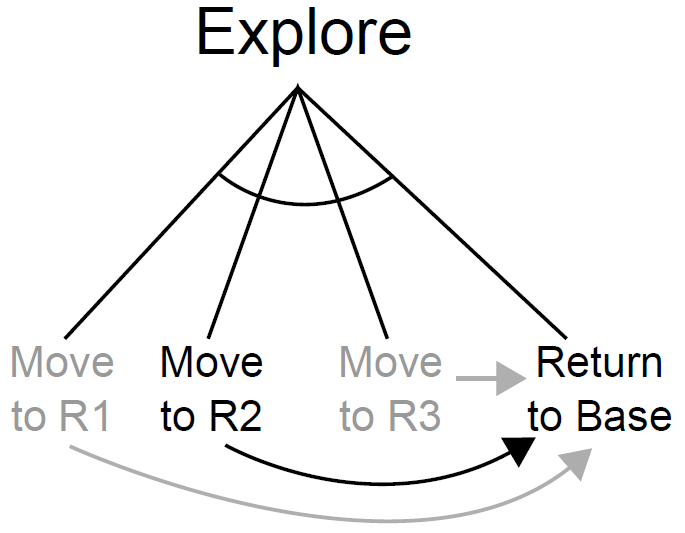 Explore
Move
to R1
Move
to R2
Move
to R3
Return
to Base